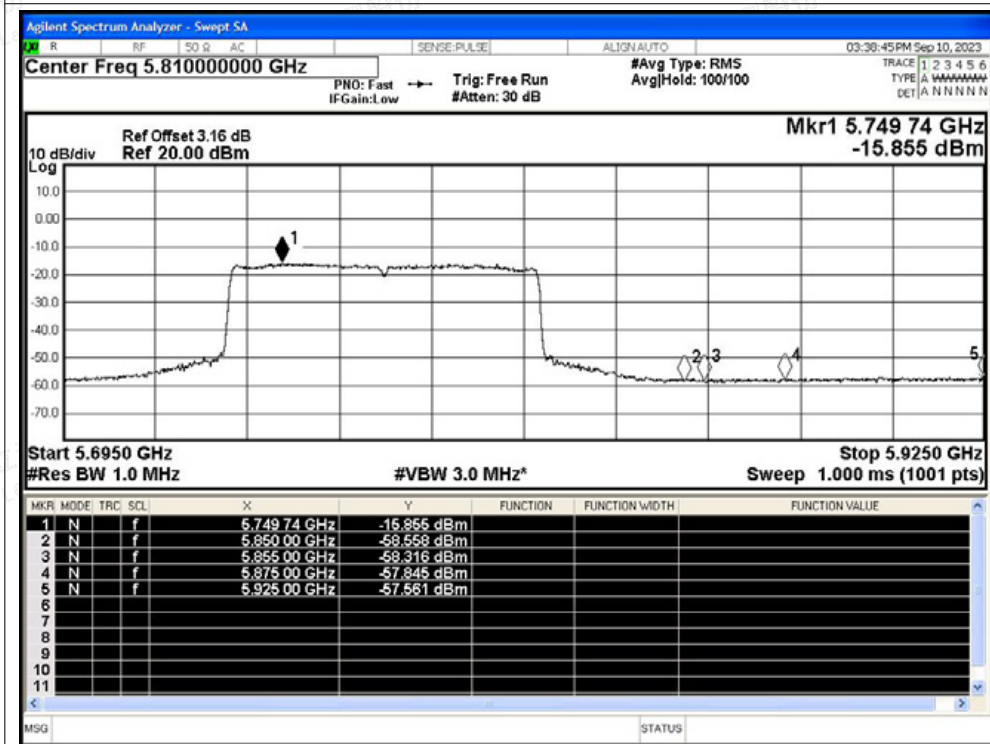 Agilent Spectrum Analyzer - Swept SA
R RF 50 Ω AC SENSE:PULSE ALIGN AUTO 03:38:45 PM Sep 10, 2023
Center Freq 5.810000000 GHz
PNO: Fast
IFGain:Low
Trig: Free Run
#Atten: 30 dB
#Avg Type: RMS
Avg|Hold: 100/100
TRACE 1 2 3 4 5 6
TYPE A WWWWW
DET A N N N N N
Mkr1 5.749 74 GHz
-15.855 dBm
Ref Offset 3.16 dB
10 dB/div Ref 20.00 dBm
Log
10.0
0.00
-10.0
-20.0
-30.0
-40.0
-50.0
-60.0
-70.0
1
2 3 4 5
Start 5.6950 GHz Stop 5.9250 GHz
#Res BW 1.0 MHz #VBW 3.0 MHz* Sweep 1.000 ms (1001 pts)
MKR MODE TRC SCL X Y FUNCTION FUNCTION WIDTH FUNCTION VALUE
1 N f 5.749 74 GHz -15.855 dBm
2 N f 5.850 00 GHz -58.558 dBm
3 N f 5.855 00 GHz -58.316 dBm
4 N f 5.875 00 GHz -57.845 dBm
5 N f 5.925 00 GHz -57.561 dBm
6
7
8
9
10
11
MSG STATUS